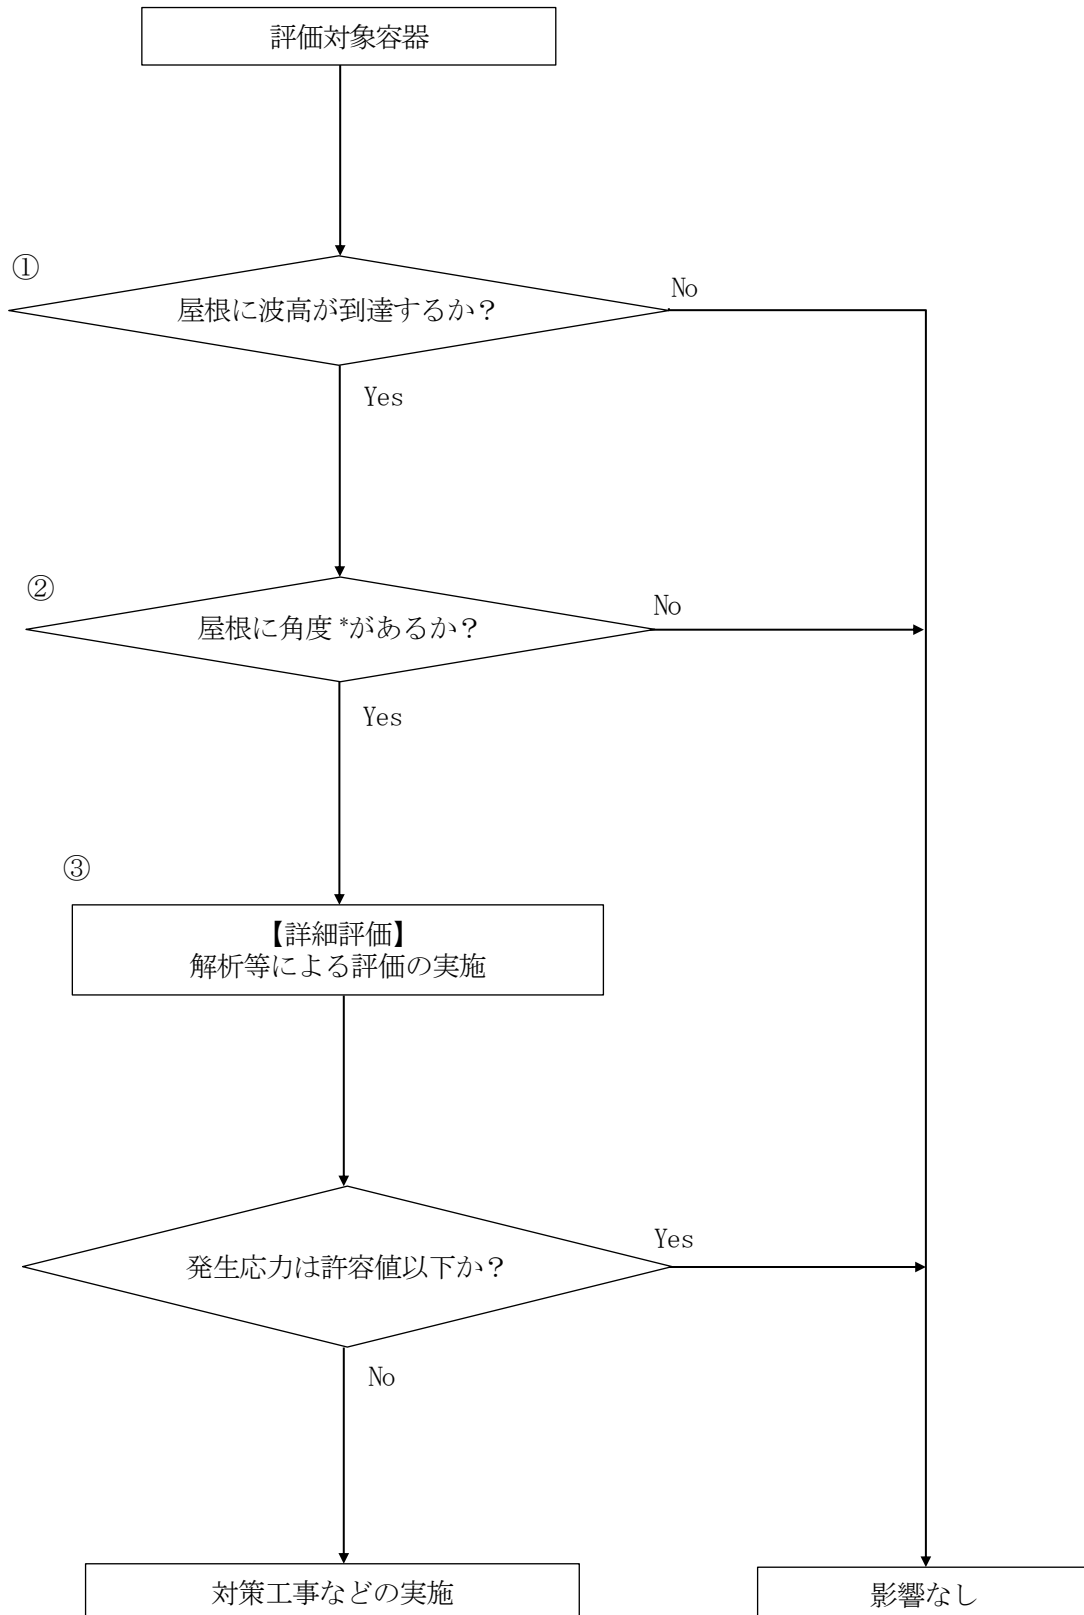 評価対象容器
①
屋根に波高が到達するか?
No
Yes
②
屋根に角度*があるか?
No
Yes
③
【詳細評価】
解析等による評価の実施
発生応力は許容値以下か?
Yes
No
対策工事などの実施
影響なし